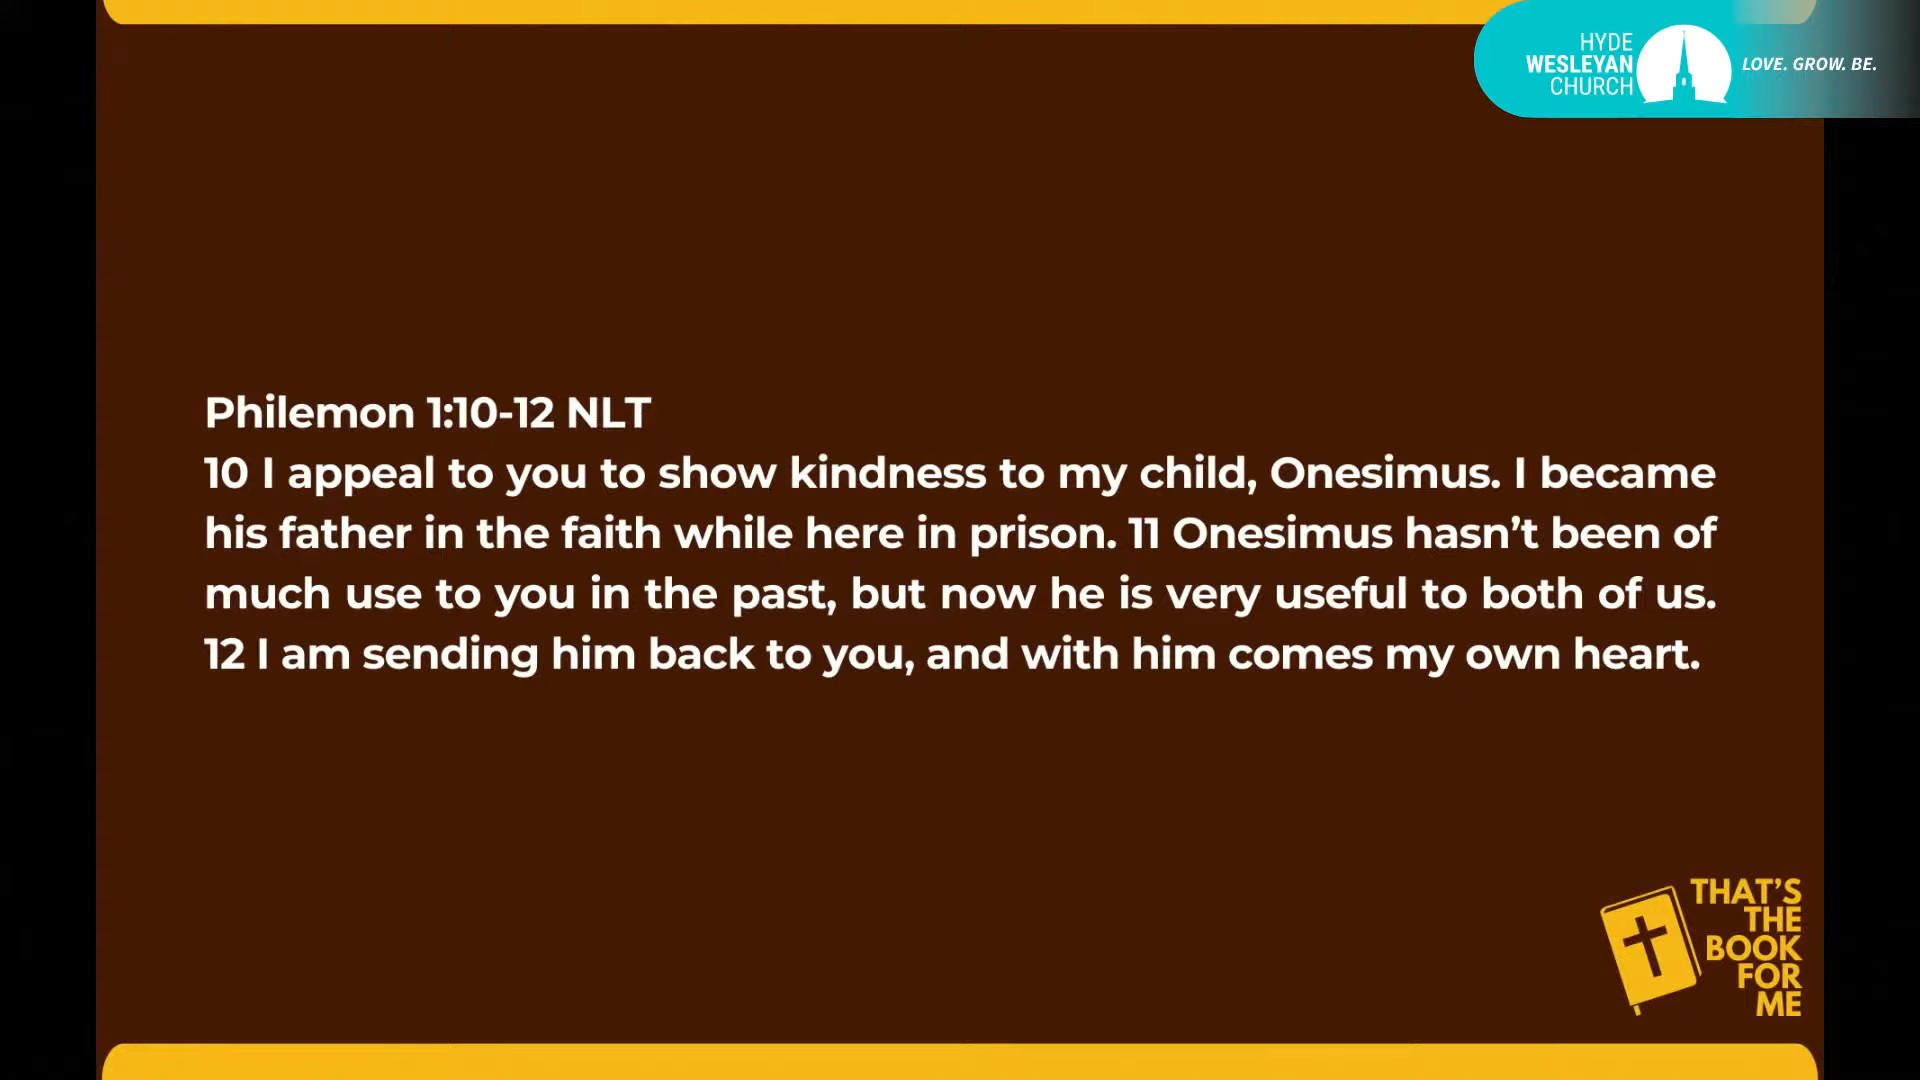 HYDE
WESLEYAN
CHURCH
LOVE. GROW. BE.
Philemon 1:10-12 NLT
10 I appeal to you to show kindness to my child, Onesimus. I became
his father in the faith while here in prison. 11 Onesimus hasn’t been of
much use to you in the past, but now he is very useful to both of us.
12 I am sending him back to you, and with him comes my own heart.
THAT’S
THE
BOOK
FOR
ME